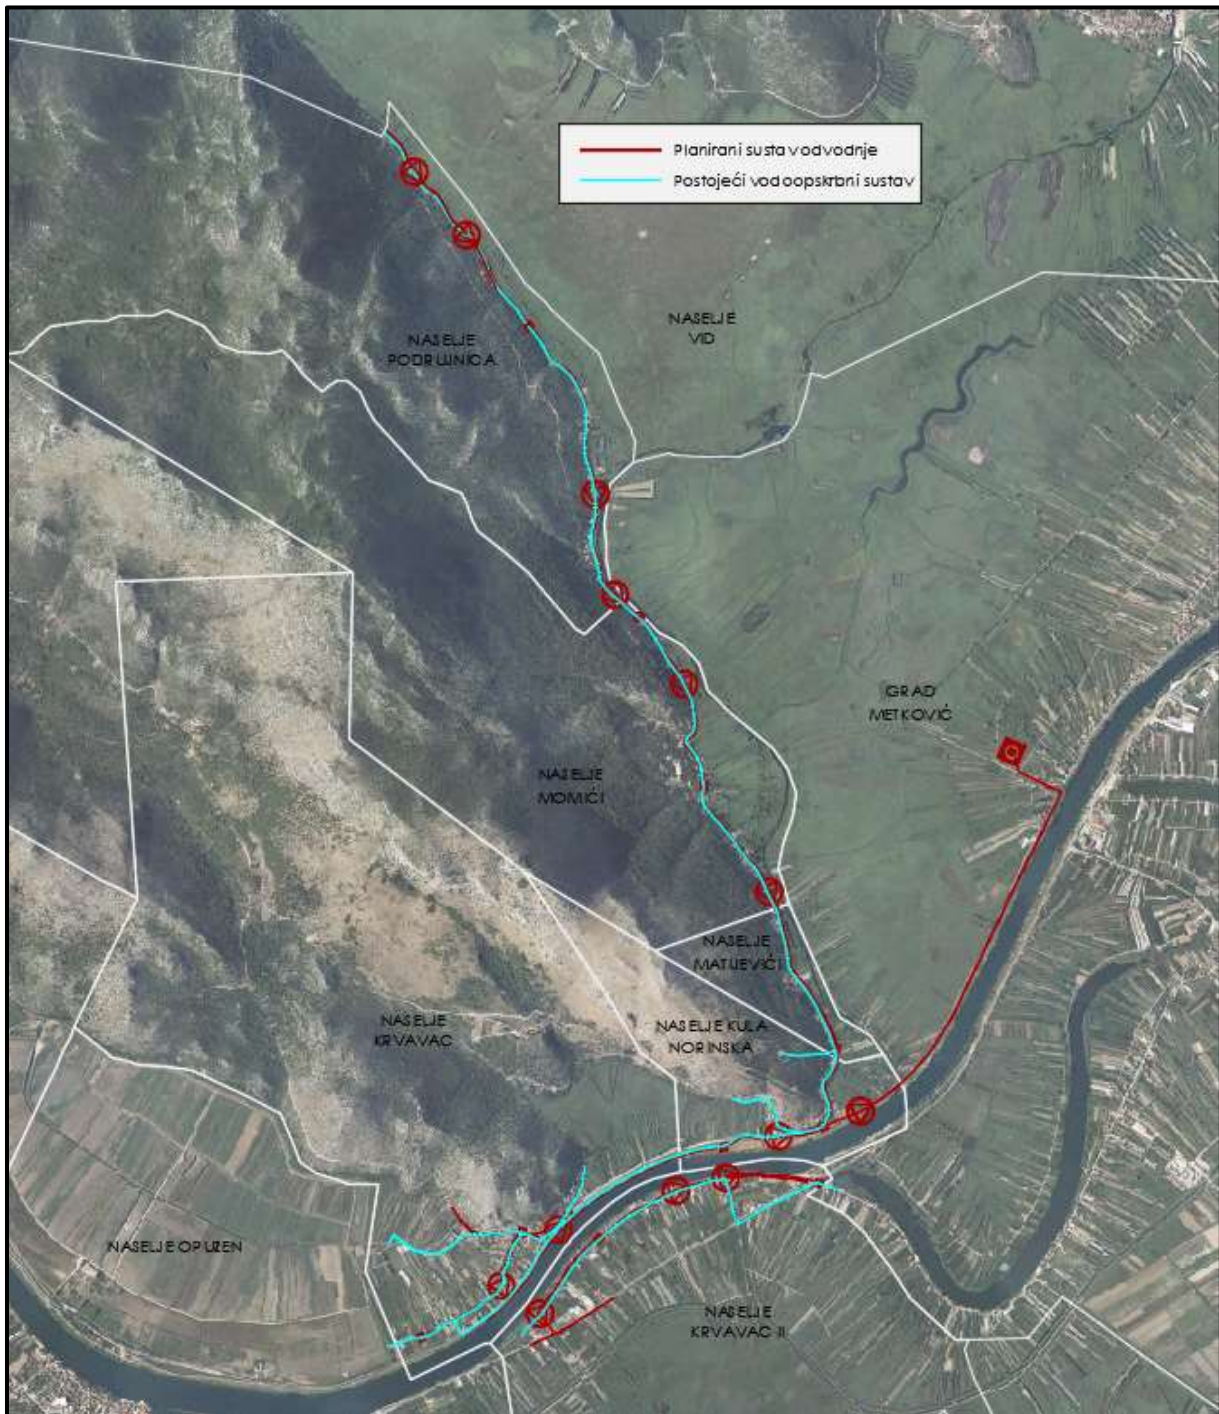 Planirani sustav odvodnje
Postojeći vodoopskrbni sustav
NASELJE
VID
NASELJE
PODRUJNICA
GRAD
METKOVIĆ
NASELJE
MOMIĆI
NASELJE
MATIJEVIĆI
NASELJE
KRVAVAC
NASELJE KULA
NORINSKA
NASELJE OPUZEN
NASELJE
KRVAVAC II